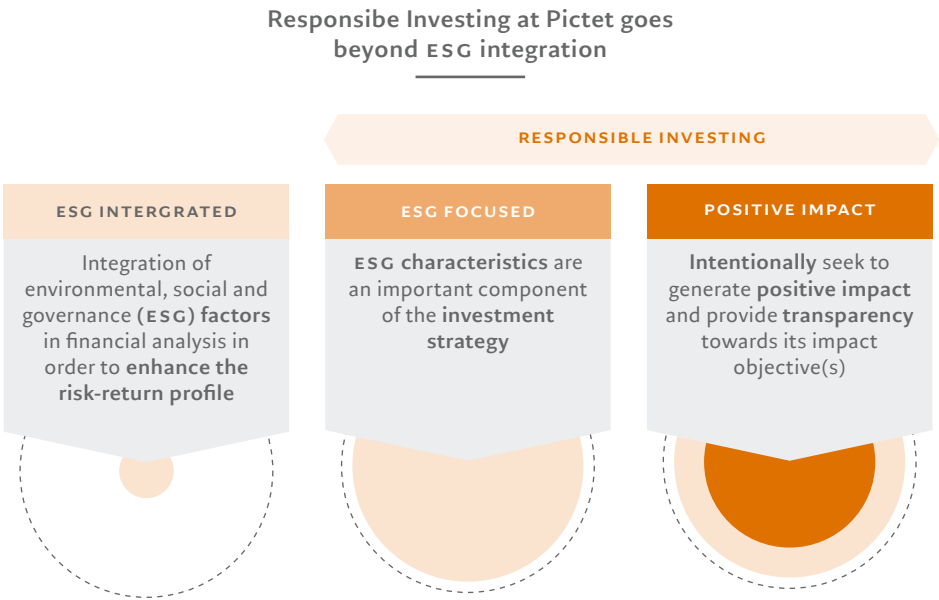 Responsibe Investing at Pictet goes
beyond ESG integration
RESPONSIBLE INVESTING
ESG INTERGRATED
Integration of
environmental, social and
governance (ESG) factors
in financial analysis in
order to enhance the
risk-return profile
ESG FOCUSED
ESG characteristics are
an important component
of the investment
strategy
POSITIVE IMPACT
Intentionally seek to
generate positive impact
and provide transparency
towards its impact
objective(s)